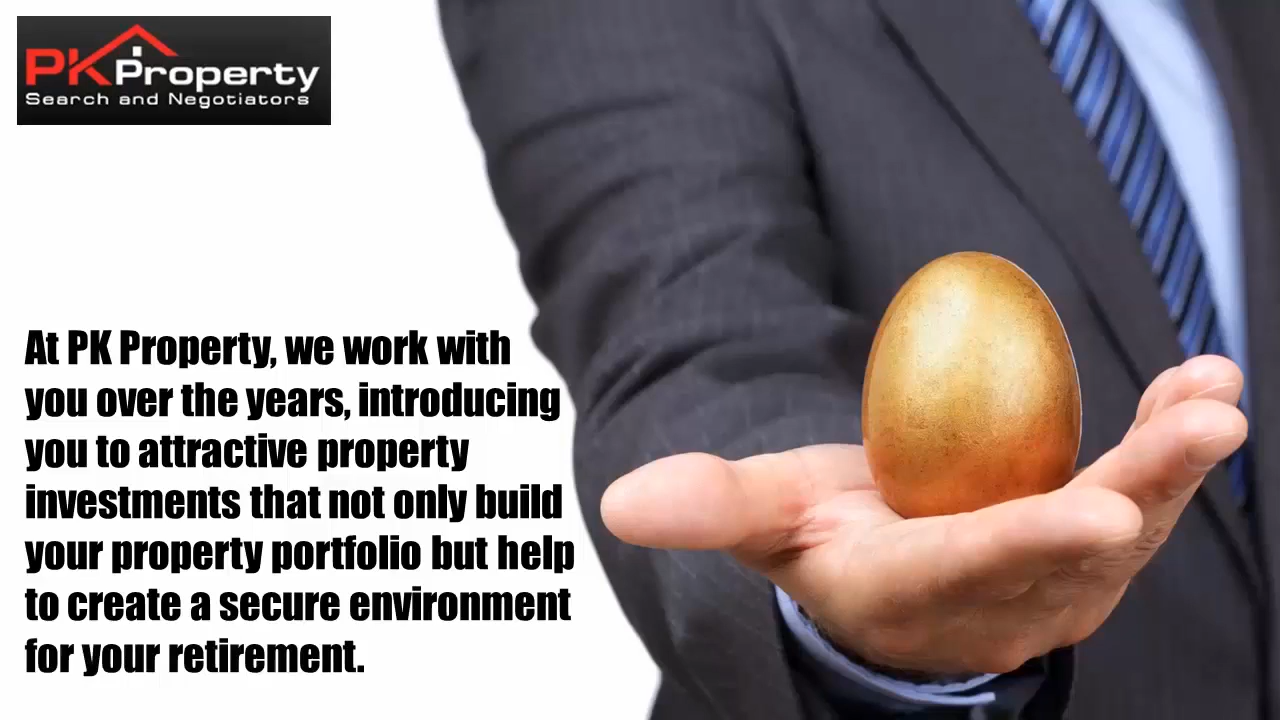 PK Property
Search and Negotiators
At PK Property, we work with
you over the years, introducing
you to attractive property
investments that not only build
your property portfolio but help
to create a secure environment
for your retirement.